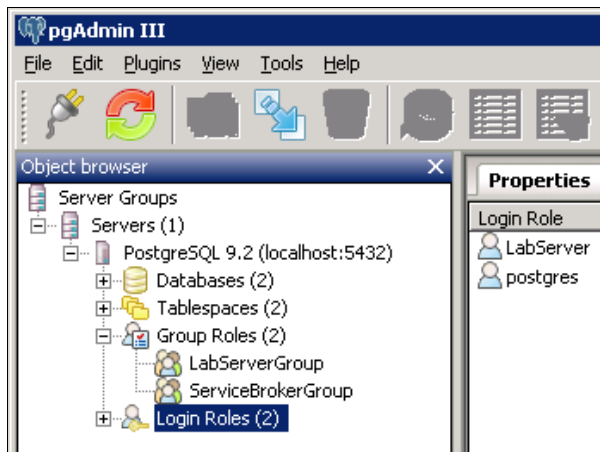 pgAdmin III
File Edit Plugins View Tools Help
Object browser
Server Groups
Servers (1)
PostgreSQL 9.2 (localhost:5432)
Databases (2)
Tablespaces (2)
Group Roles (2)
LabServerGroup
ServiceBrokerGroup
Login Roles (2)
Properties
Login Role
LabServer
postgres